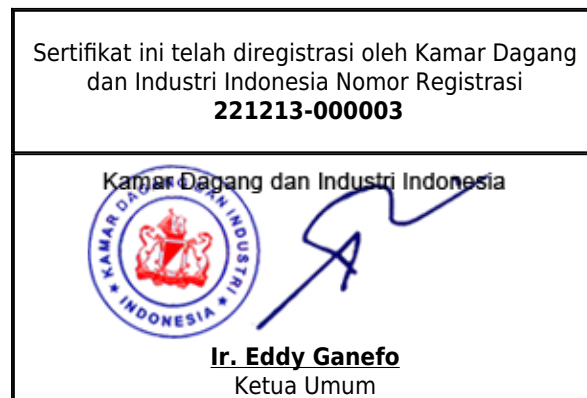 Sertifikat ini telah diregistrasi oleh Kamar Dagang
dan Industri Indonesia Nomor Registrasi
221213-000003
Kamar Dagang dan Industri Indonesia
KAMAR DAGANG DAN INDUSTRI
INDONESIA
Ir. Eddy Ganefo
Ketua Umum